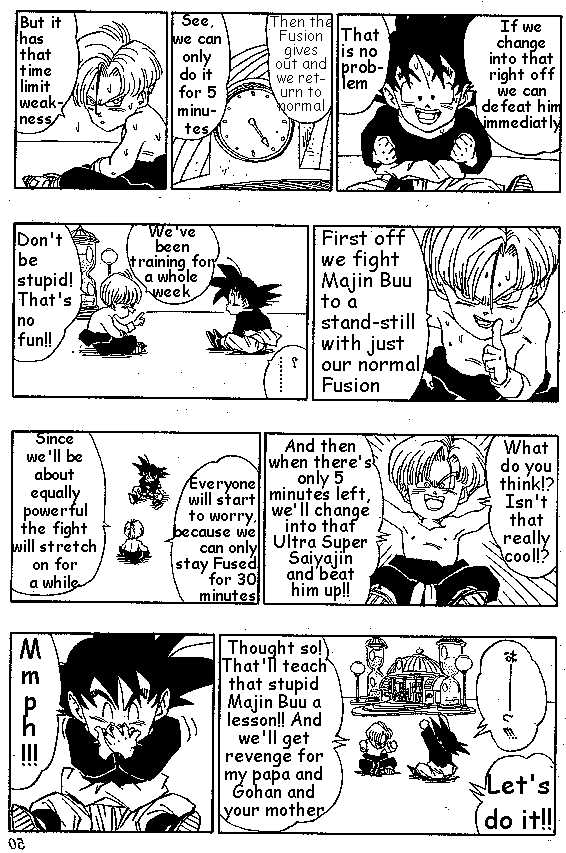 If we
change
into that
right off
we can
defeat him
immediatly
That
is no
prob-
lem
Then the
Fusion
gives
out and
we ret-
urn to
normal
See,
we can
only
do it
for 5
minu-
tes
But it
has
that
time
limit
weak-
ness
First off
we fight
Majin Buu
to a
stand-still
with just
our normal
Fusion
We've
been
training for
a whole
week
?
Don't
be
stupid!
That's
no
fun!!
What
do you
think!?
Isn't
that
really
cool!?
And then
when there's
only 5
minutes left,
we'll change
into that
Ultra Super
Saiyajin
and beat
him up!!
Everyone
will start
to worry,
because we
can only
stay Fused
for 30
minutes
Since
we'll be
about
equally
powerful
the fight
will stretch
on for
a while
Let's
do it!!
Thought so!
That'll teach
that stupid
Majin Buu a
lesson!! And
we'll get
revenge for
my papa and
Gohan and
your mother
M
m
p
h
!!!
50